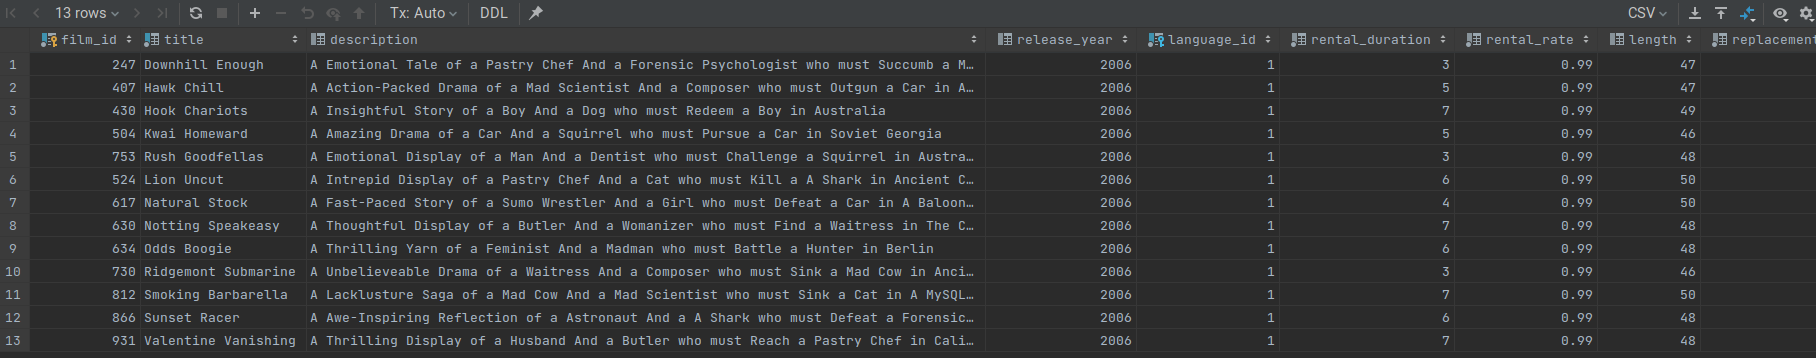 13 rows Tx: Auto DDL CSV
film_id title description release_year language_id rental_duration rental_rate length replacement
1 247 Downhill Enough A Emotional Tale of a Pastry Chef And a Forensic Psychologist who must Succumb a M… 2006 1 3 0.99 47
2 407 Hawk Chill A Action-Packed Drama of a Mad Scientist And a Composer who must Outgun a Car in A… 2006 1 5 0.99 47
3 430 Hook Chariots A Insightful Story of a Boy And a Dog who must Redeem a Boy in Australia 2006 1 7 0.99 49
4 504 Kwai Homeward A Amazing Drama of a Car And a Squirrel who must Pursue a Car in Soviet Georgia 2006 1 5 0.99 46
5 753 Rush Goodfellas A Emotional Display of a Man And a Dentist who must Challenge a Squirrel in Austra… 2006 1 3 0.99 48
6 524 Lion Uncut A Intrepid Display of a Pastry Chef And a Cat who must Kill a A Shark in Ancient C… 2006 1 6 0.99 50
7 617 Natural Stock A Fast-Paced Story of a Sumo Wrestler And a Girl who must Defeat a Car in A Baloon… 2006 1 4 0.99 50
8 630 Notting Speakeasy A Thoughtful Display of a Butler And a Womanizer who must Find a Waitress in The C… 2006 1 7 0.99 48
9 634 Odds Boogie A Thrilling Yarn of a Feminist And a Madman who must Battle a Hunter in Berlin 2006 1 6 0.99 48
10 730 Ridgemont Submarine A Unbelieveable Drama of a Waitress And a Composer who must Sink a Mad Cow in Anci… 2006 1 3 0.99 46
11 812 Smoking Barbarella A Lacklusture Saga of a Mad Cow And a Mad Scientist who must Sink a Cat in A MySQL… 2006 1 7 0.99 50
12 866 Sunset Racer A Awe-Inspiring Reflection of a Astronaut And a A Shark who must Defeat a Forensic… 2006 1 6 0.99 48
13 931 Valentine Vanishing A Thrilling Display of a Husband And a Butler who must Reach a Pastry Chef in Cali… 2006 1 7 0.99 48